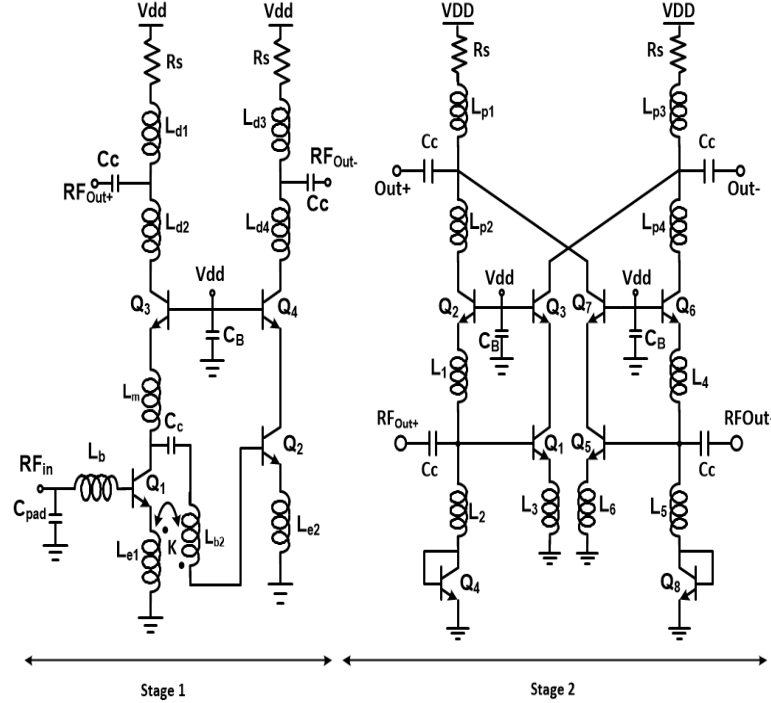 Vdd Vdd VDD VDD
Rs Rs Rs Rs
Ld1 Ld3 Lp1 Lp3
Cc RFOut- Cc Cc
RFOut+ Cc Out+ Out-
Ld2 Ld4 Lp2 Lp4
Vdd Vdd Vdd
Q3 Q4 Q2 Q3 Q7 Q6
CB CB CB
Lm L1 L4
Cc RFOut+ RFOut-
Lb Q2 Q1 Q5
RFin Q1 Cc Cc
Cpad
Le1 K Lb2 Le2 L2 L3 L6 L5
Q4 Q8
Stage 1 Stage 2